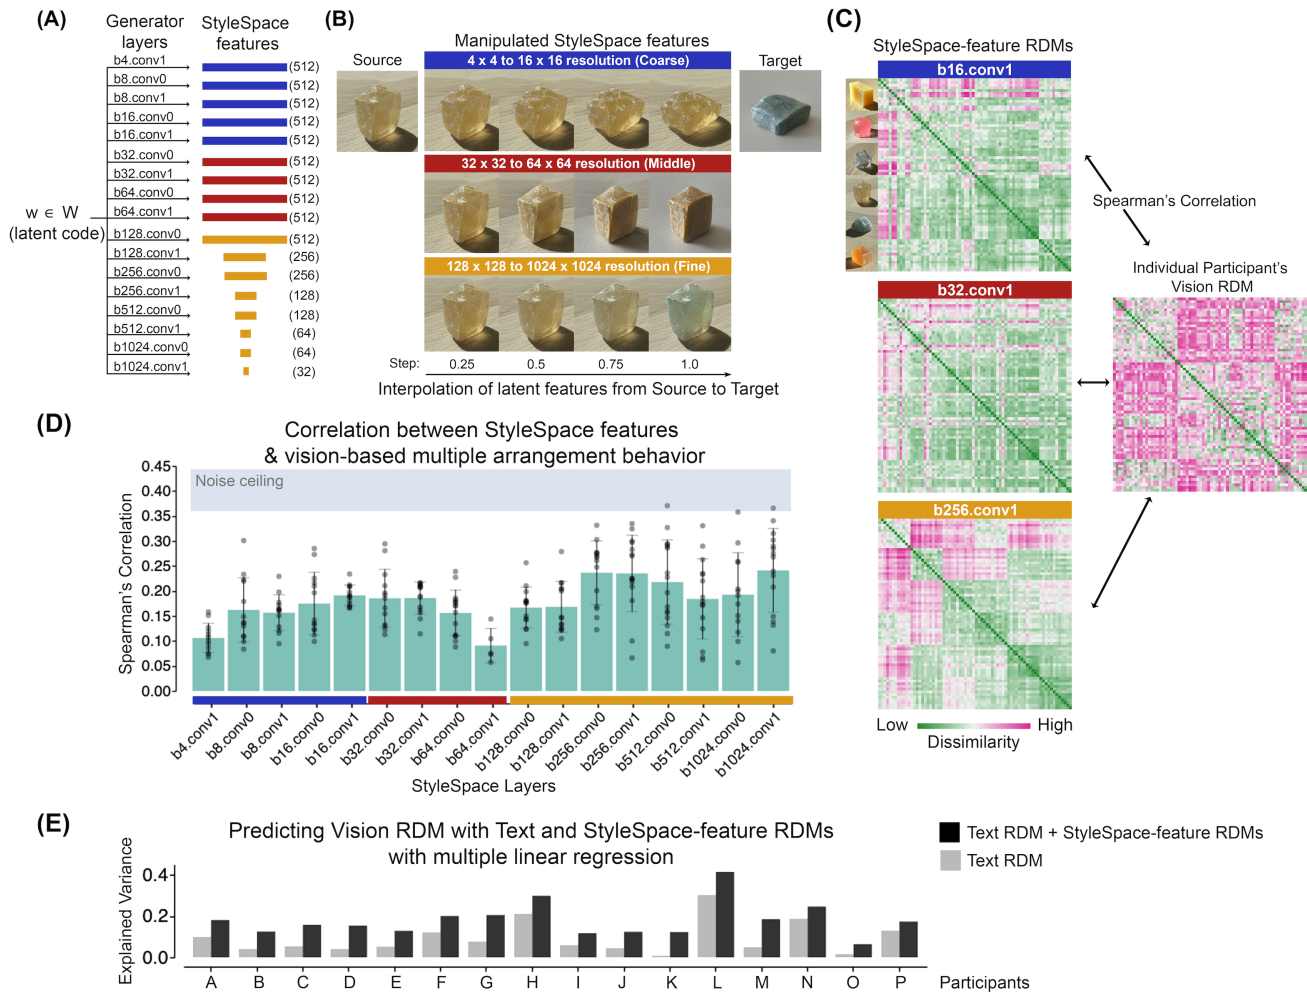 (A)
Generator
layers
StyleSpace
features
b4.conv1 (512)
b8.conv0 (512)
b8.conv1 (512)
b16.conv0 (512)
b16.conv1 (512)
b32.conv0 (512)
b32.conv1 (512)
b64.conv0 (512)
b64.conv1 (512)
b128.conv0 (512)
b128.conv1 (256)
b256.conv0 (256)
b256.conv1 (128)
b512.conv0 (128)
b512.conv1 (64)
b1024.conv0 (64)
b1024.conv1 (32)
w ∈ W
(latent code)
(B)
Manipulated StyleSpace features
Source
Target
4 x 4 to 16 x 16 resolution (Coarse)
32 x 32 to 64 x 64 resolution (Middle)
128 x 128 to 1024 x 1024 resolution (Fine)
Step: 0.25 0.5 0.75 1.0
Interpolation of latent features from Source to Target
(C)
StyleSpace-feature RDMs
b16.conv1
b32.conv1
b256.conv1
Spearman's Correlation
Individual Participant's
Vision RDM
Low High
Dissimilarity
(D)
Correlation between StyleSpace features
& vision-based multiple arrangement behavior
Noise ceiling
Spearman's Correlation
0.45
0.40
0.35
0.30
0.25
0.20
0.15
0.10
0.05
0.00
b4.conv1 b8.conv0 b8.conv1 b16.conv0 b16.conv1 b32.conv0 b32.conv1 b64.conv0 b64.conv1 b128.conv0 b128.conv1 b256.conv0 b256.conv1 b512.conv0 b512.conv1 b1024.conv0 b1024.conv1
StyleSpace Layers
(E)
Predicting Vision RDM with Text and StyleSpace-feature RDMs
with multiple linear regression
Text RDM + StyleSpace-feature RDMs
Text RDM
Explained Variance
0.4
0.2
0.0
A B C D E F G H I J K L M N O P Participants